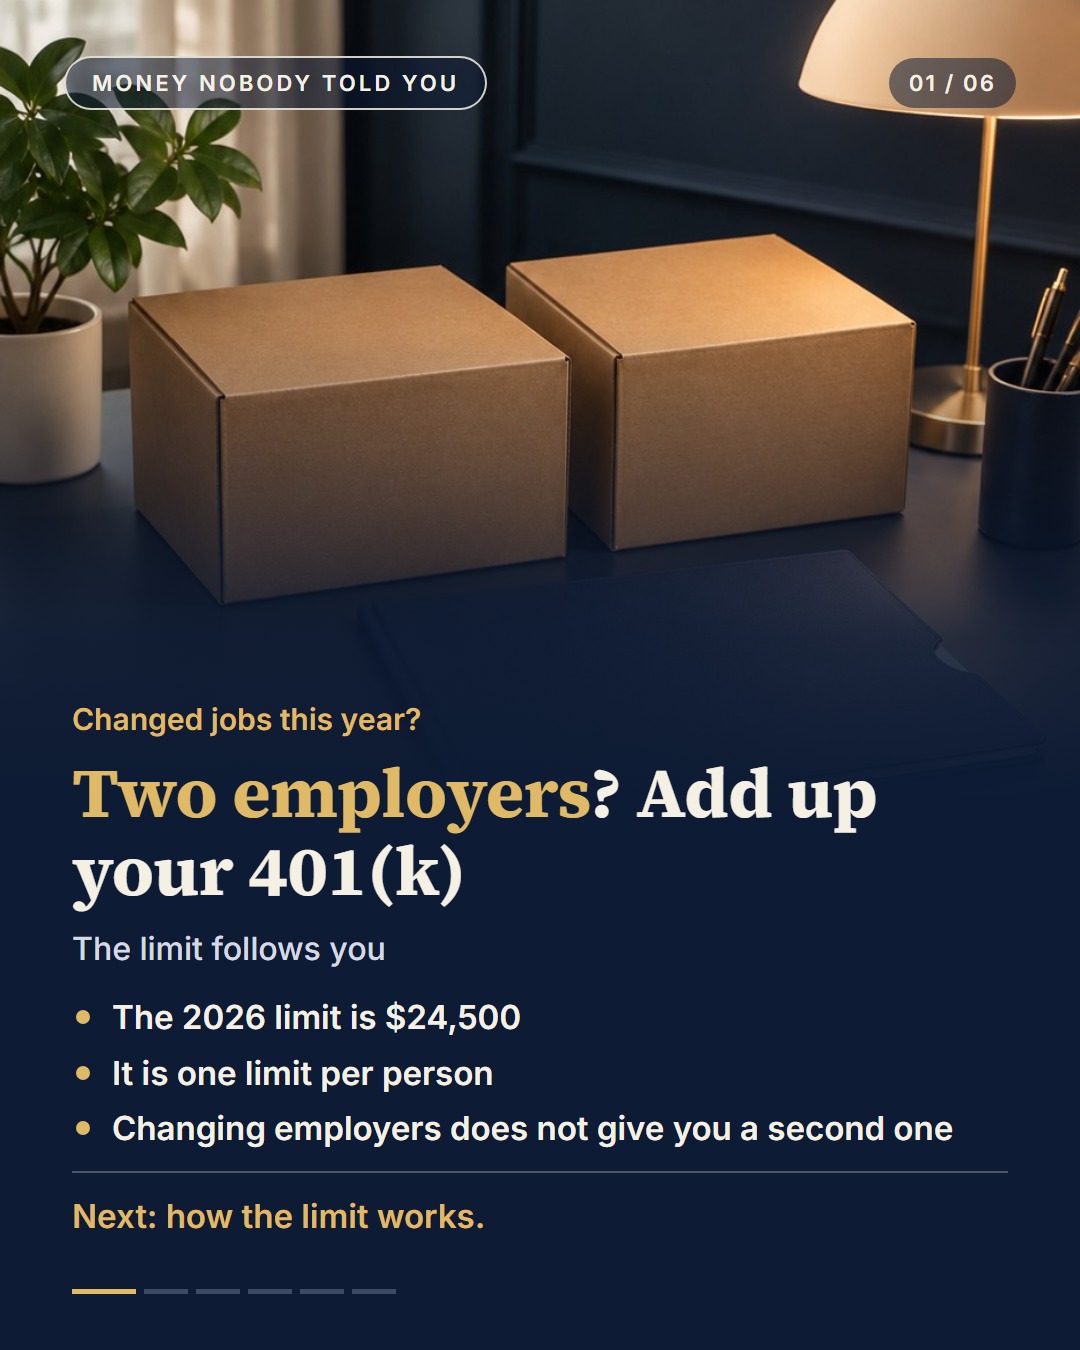 MONEY NOBODY TOLD YOU
01 / 06
Changed jobs this year?
Two employers? Add up
your 401(k)
The limit follows you
The 2026 limit is $24,500
It is one limit per person
Changing employers does not give you a second one
Next: how the limit works.